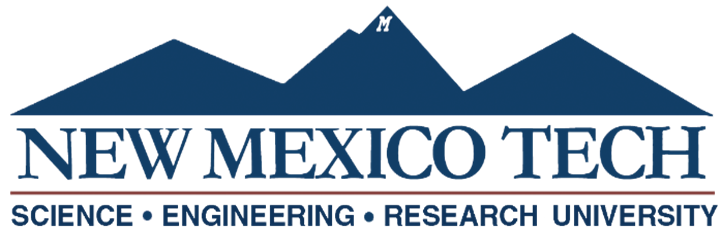 M
NEW MEXICO TECH
SCIENCE • ENGINEERING • RESEARCH UNIVERSITY